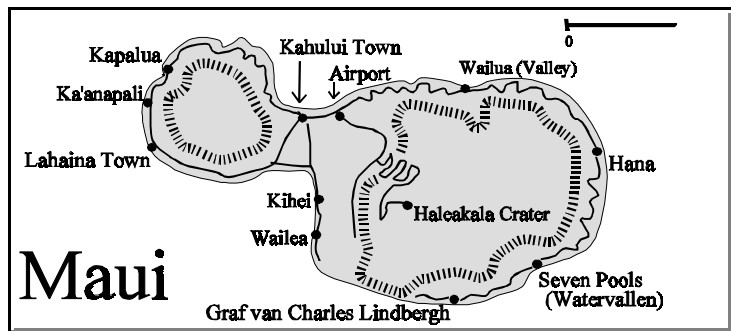 Kahului Town
Kapalua
Airport
Wailua (Valley)
0
Ka'anapali
Lahaina Town
Hana
Kihei
Haleakala Crater
Wailea
Maui
Seven Pools
(Watervallen)
Graf van Charles Lindbergh